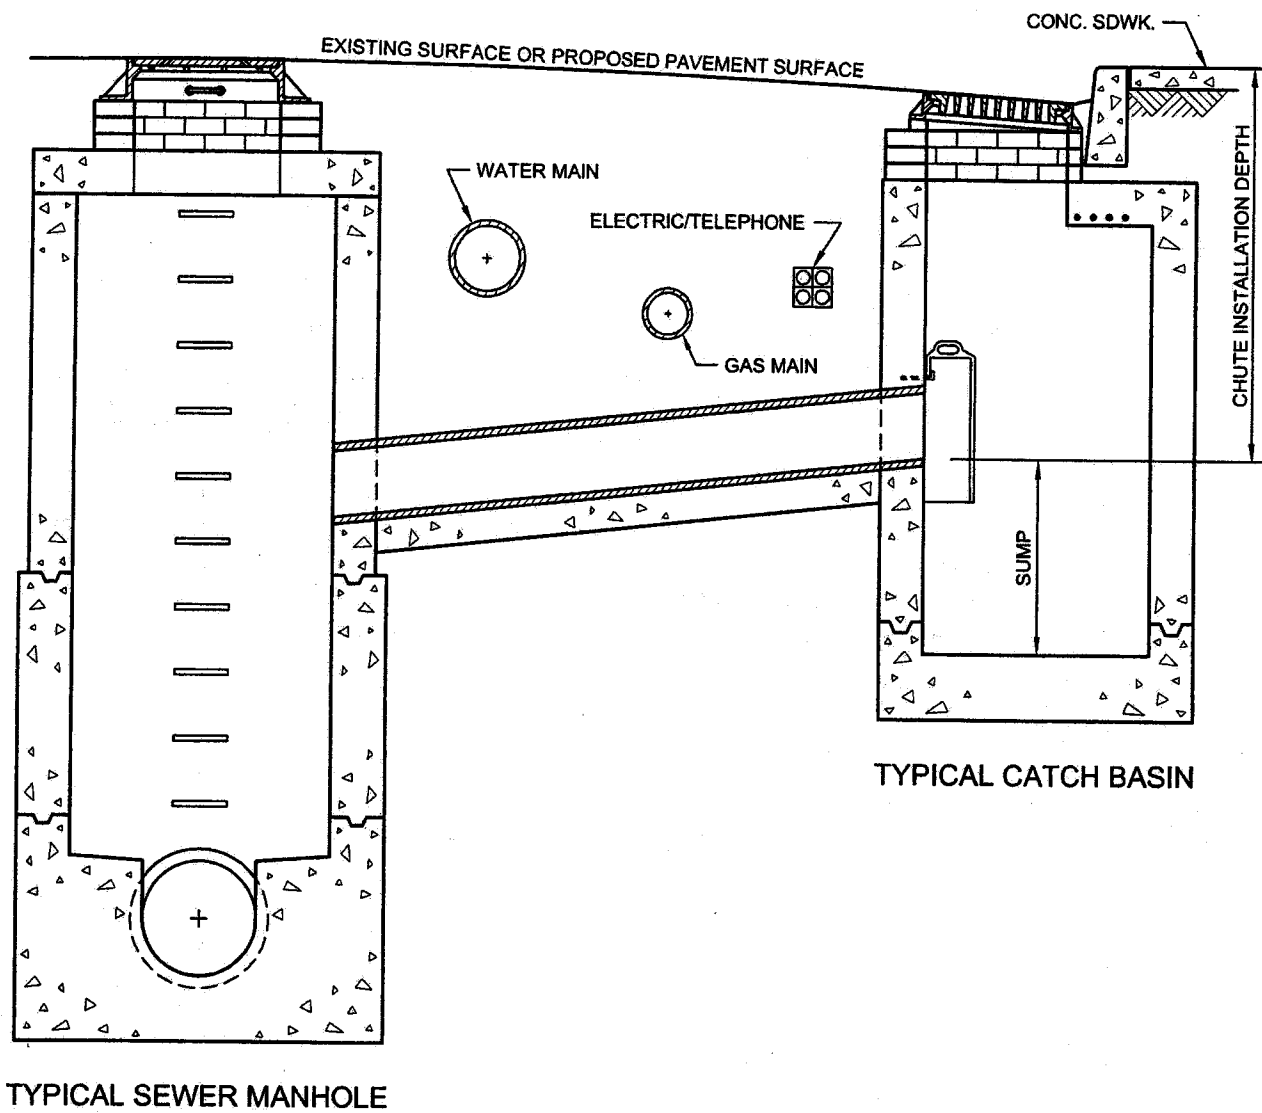 CONC. SDWK.
EXISTING SURFACE OR PROPOSED PAVEMENT SURFACE
WATER MAIN
ELECTRIC/TELEPHONE
GAS MAIN
CHUTE INSTALLATION DEPTH
SUMP
TYPICAL CATCH BASIN
TYPICAL SEWER MANHOLE